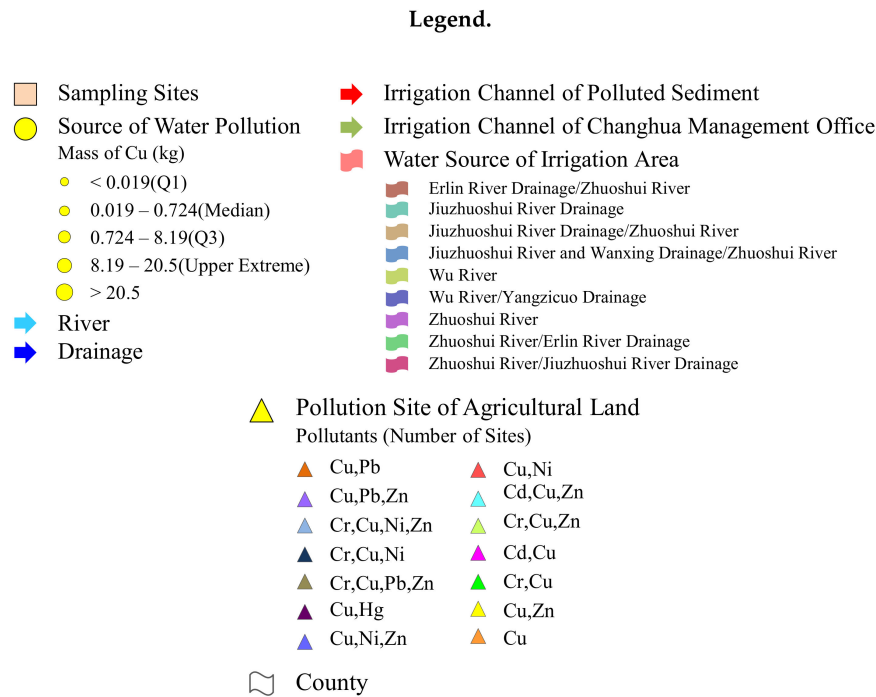 Legend.
Sampling Sites
Source of Water Pollution
Mass of Cu (kg)
< 0.019(Q1)
0.019 – 0.724(Median)
0.724 – 8.19(Q3)
8.19 – 20.5(Upper Extreme)
> 20.5
River
Drainage
Irrigation Channel of Polluted Sediment
Irrigation Channel of Changhua Management Office
Water Source of Irrigation Area
Erlin River Drainage/Zhuoshui River
Jiuzhuoshui River Drainage
Jiuzhuoshui River Drainage/Zhuoshui River
Jiuzhuoshui River and Wanxing Drainage/Zhuoshui River
Wu River
Wu River/Yangzicuo Drainage
Zhuoshui River
Zhuoshui River/Erlin River Drainage
Zhuoshui River/Jiuzhuoshui River Drainage
Pollution Site of Agricultural Land
Pollutants (Number of Sites)
Cu,Pb
Cu,Pb,Zn
Cr,Cu,Ni,Zn
Cr,Cu,Ni
Cr,Cu,Pb,Zn
Cu,Hg
Cu,Ni,Zn
Cu,Ni
Cd,Cu,Zn
Cr,Cu,Zn
Cd,Cu
Cr,Cu
Cu,Zn
Cu
County